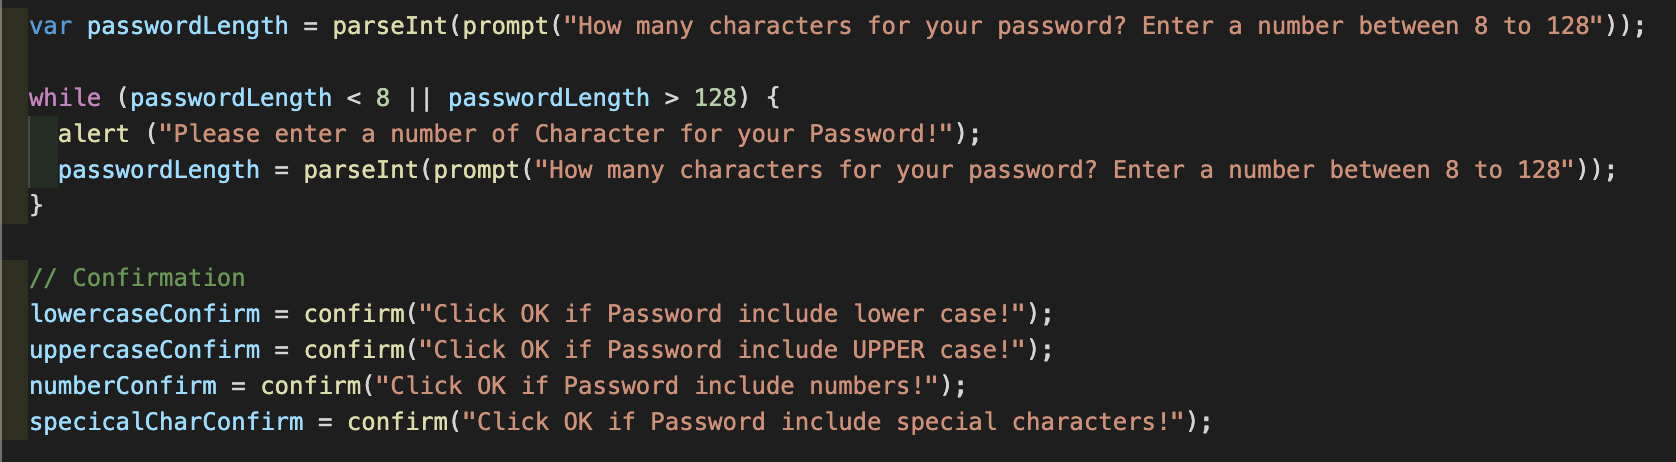 var passwordLength = parseInt(prompt("How many characters for your password? Enter a number between 8 to 128"));
while (passwordLength < 8 || passwordLength > 128) {
alert ("Please enter a number of Character for your Password!");
passwordLength = parseInt(prompt("How many characters for your password? Enter a number between 8 to 128"));
}
// Confirmation
lowercaseConfirm = confirm("Click OK if Password include lower case!");
uppercaseConfirm = confirm("Click OK if Password include UPPER case!");
numberConfirm = confirm("Click OK if Password include numbers!");
specicalCharConfirm = confirm("Click OK if Password include special characters!");